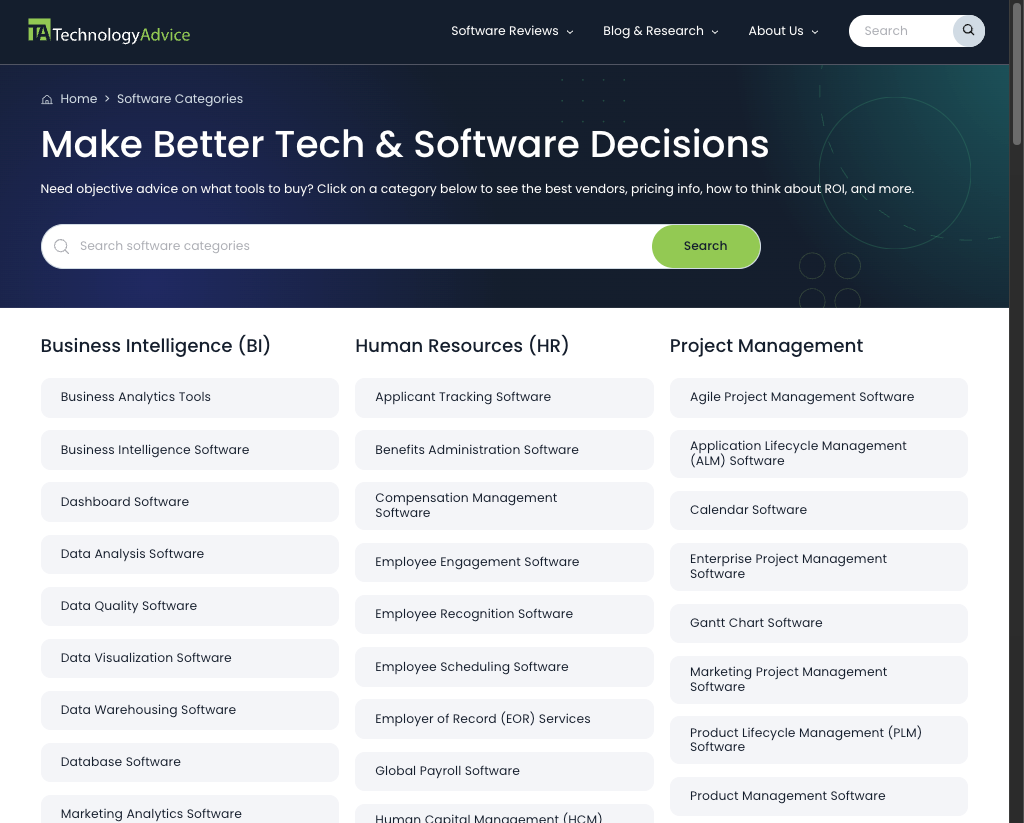 TechnologyAdvice
Software Reviews
Blog & Research
About Us
Search
Home > Software Categories
Make Better Tech & Software Decisions
Need objective advice on what tools to buy? Click on a category below to see the best vendors, pricing info, how to think about ROI, and more.
Search software categories
Search
Business Intelligence (BI)
Business Analytics Tools
Business Intelligence Software
Dashboard Software
Data Analysis Software
Data Quality Software
Data Visualization Software
Data Warehousing Software
Database Software
Marketing Analytics Software
Human Resources (HR)
Applicant Tracking Software
Benefits Administration Software
Compensation Management
Software
Employee Engagement Software
Employee Recognition Software
Employee Scheduling Software
Employer of Record (EOR) Services
Global Payroll Software
Human Capital Management (HCM)
Project Management
Agile Project Management Software
Application Lifecycle Management
(ALM) Software
Calendar Software
Enterprise Project Management
Software
Gantt Chart Software
Marketing Project Management
Software
Product Lifecycle Management (PLM)
Software
Product Management Software